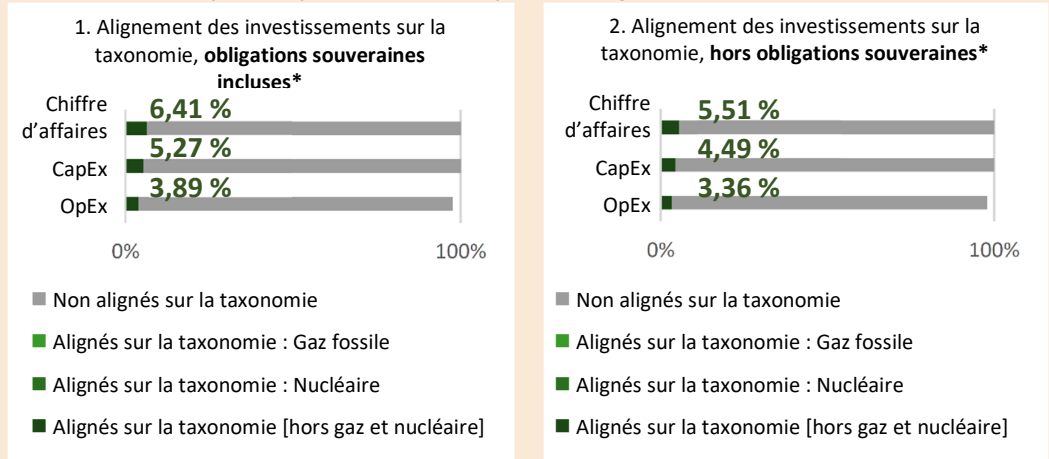 1. Alignement des investissements sur la
taxonomie, obligations souveraines
incluses*
Chiffre
d’affaires
6,41 %
CapEx
5,27 %
OpEx
3,89 %
0%
100%
Non alignés sur la taxonomie
Alignés sur la taxonomie : Gaz fossile
Alignés sur la taxonomie : Nucléaire
Alignés sur la taxonomie [hors gaz et nucléaire]
2. Alignement des investissements sur la
taxonomie, hors obligations souveraines*
Chiffre
d’affaires
5,51 %
CapEx
4,49 %
OpEx
3,36 %
0%
100%
Non alignés sur la taxonomie
Alignés sur la taxonomie : Gaz fossile
Alignés sur la taxonomie : Nucléaire
Alignés sur la taxonomie [hors gaz et nucléaire]